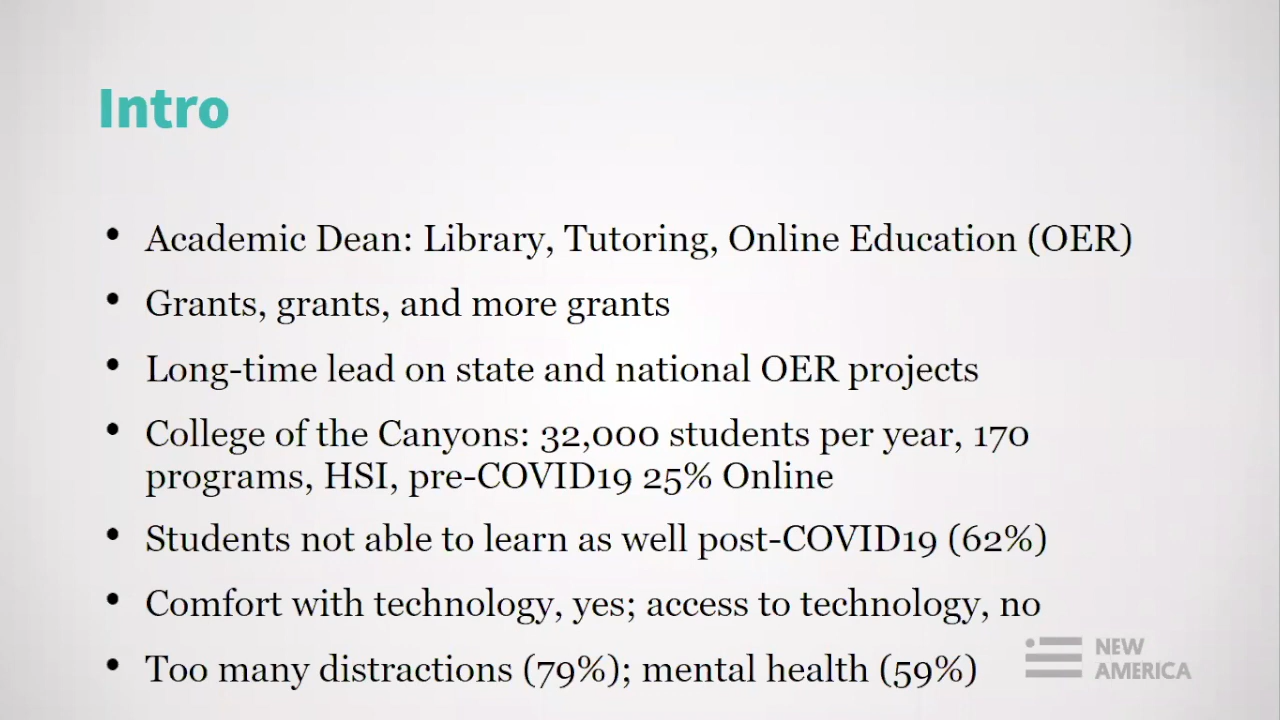 Intro
• Academic Dean: Library, Tutoring, Online Education (OER)
• Grants, grants, and more grants
• Long-time lead on state and national OER projects
• College of the Canyons: 32,000 students per year, 170
programs, HSI, pre-COVID19 25% Online
• Students not able to learn as well post-COVID19 (62%)
• Comfort with technology, yes; access to technology, no
• Too many distractions (79%); mental health (59%)
NEW
AMERICA